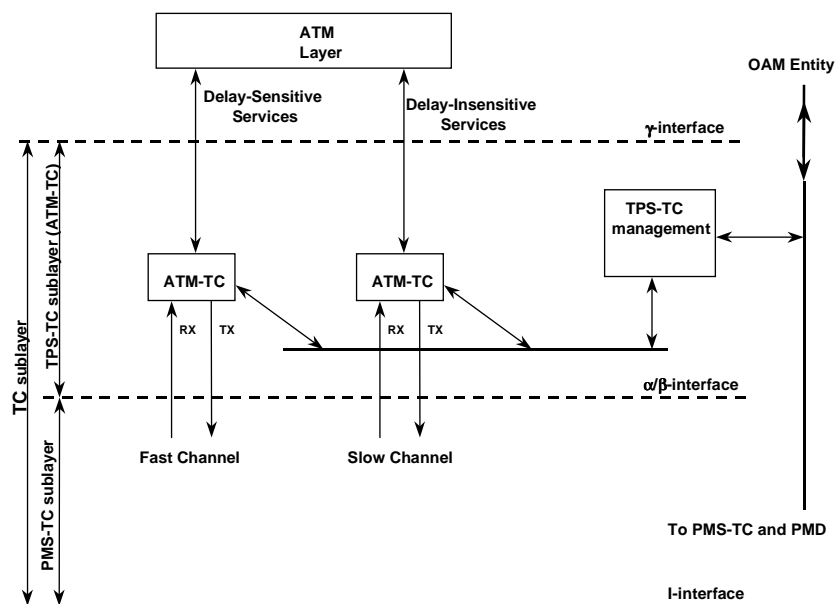 ATM
Layer
OAM Entity
Delay-Sensitive
Services
Delay-Insensitive
Services
γ-interface
TPS-TC
management
ATM-TC
ATM-TC
RX
TX
RX
TX
TC sublayer
TPS-TC sublayer (ATM-TC)
α/β-interface
Fast Channel
Slow Channel
PMS-TC sublayer
To PMS-TC and PMD
I-interface